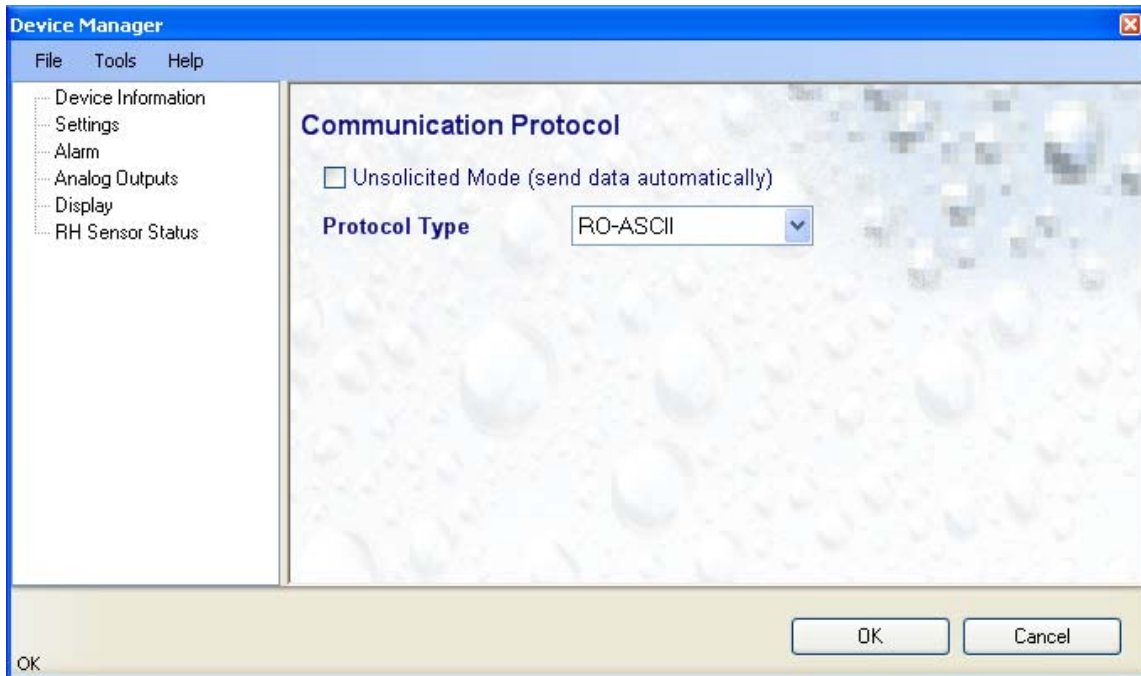 Device Manager
File Tools Help
Device Information
Settings
Alarm
Analog Outputs
Display
RH Sensor Status
Communication Protocol
Unsolicited Mode (send data automatically)
Protocol Type RO-ASCII
OK Cancel
OK